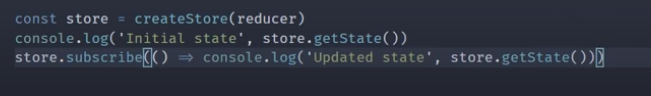 const store = createStore(reducer)
console.log('Initial state', store.getState())
store.subscribe(() => console.log('Updated state', store.getState()))